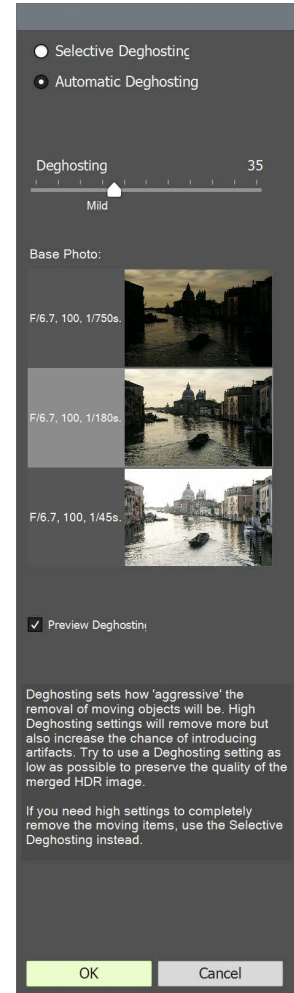 Selective Deghosting
Automatic Deghosting
Deghosting 35
Mild
Base Photo:
F/6.7, 100, 1/750s.
F/6.7, 100, 1/180s.
F/6.7, 100, 1/45s.
Preview Deghosting
Deghosting sets how 'aggressive' the
removal of moving objects will be. High
Deghosting settings will remove more but
also increase the chance of introducing
artifacts. Try to use a Deghosting setting as
low as possible to preserve the quality of the
merged HDR image.
If you need high settings to completely
remove the moving items, use the Selective
Deghosting instead.
OK Cancel